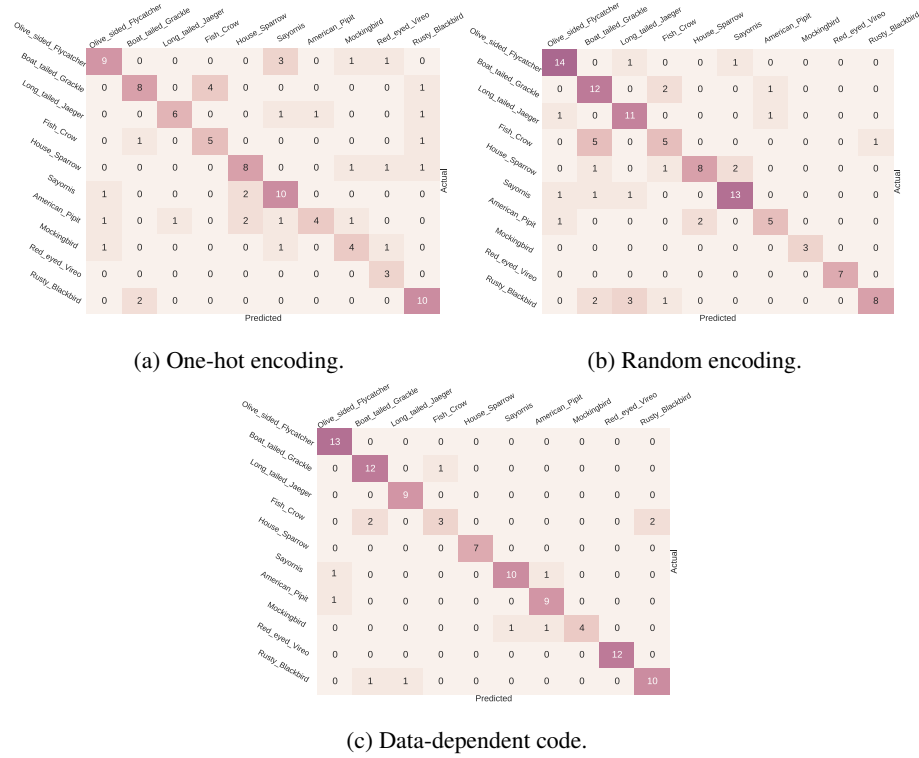 Olive_sided_Flycatcher Boat_tailed_Grackle Long_tailed_Jaeger Fish_Crow House_Sparrow Sayornis American_Pipit Mockingbird Red_eyed_Vireo Rusty_Blackbird
Olive_sided_Flycatcher 9 0 0 0 0 3 0 1 1 0
Boat_tailed_Grackle 0 8 0 4 0 0 0 0 0 1
Long_tailed_Jaeger 0 0 6 0 0 1 1 0 0 1
Fish_Crow 0 1 0 5 0 0 0 0 0 1
House_Sparrow 0 0 0 0 8 0 0 1 1 1
Sayornis 1 0 0 0 2 10 0 0 0 0
American_Pipit 1 0 1 0 2 1 4 1 0 0
Mockingbird 1 0 0 0 0 1 0 4 1 0
Red_eyed_Vireo 0 0 0 0 0 0 0 0 3 0
Rusty_Blackbird 0 2 0 0 0 0 0 0 0 10
Actual
Predicted
(a) One-hot encoding.
Olive_sided_Flycatcher Boat_tailed_Grackle Long_tailed_Jaeger Fish_Crow House_Sparrow Sayornis American_Pipit Mockingbird Red_eyed_Vireo Rusty_Blackbird
Olive_sided_Flycatcher 14 0 1 0 0 1 0 0 0 0
Boat_tailed_Grackle 0 12 0 2 0 0 1 0 0 0
Long_tailed_Jaeger 1 0 11 0 0 0 1 0 0 0
Fish_Crow 0 5 0 5 0 0 0 0 0 1
House_Sparrow 0 1 0 1 8 2 0 0 0 0
Sayornis 1 1 1 0 0 13 0 0 0 0
American_Pipit 1 0 0 0 2 0 5 0 0 0
Mockingbird 0 0 0 0 0 0 0 3 0 0
Red_eyed_Vireo 0 0 0 0 0 0 0 0 7 0
Rusty_Blackbird 0 2 3 1 0 0 0 0 0 8
Actual
Predicted
(b) Random encoding.
Olive_sided_Flycatcher Boat_tailed_Grackle Long_tailed_Jaeger Fish_Crow House_Sparrow Sayornis American_Pipit Mockingbird Red_eyed_Vireo Rusty_Blackbird
Olive_sided_Flycatcher 13 0 0 0 0 0 0 0 0 0
Boat_tailed_Grackle 0 12 0 1 0 0 0 0 0 0
Long_tailed_Jaeger 0 0 9 0 0 0 0 0 0 0
Fish_Crow 0 2 0 3 0 0 0 0 0 2
House_Sparrow 0 0 0 0 7 0 0 0 0 0
Sayornis 1 0 0 0 0 10 1 0 0 0
American_Pipit 1 0 0 0 0 0 9 0 0 0
Mockingbird 0 0 0 0 0 1 1 4 0 0
Red_eyed_Vireo 0 0 0 0 0 0 0 0 12 0
Rusty_Blackbird 0 1 1 0 0 0 0 0 0 10
Actual
Predicted
(c) Data-dependent code.